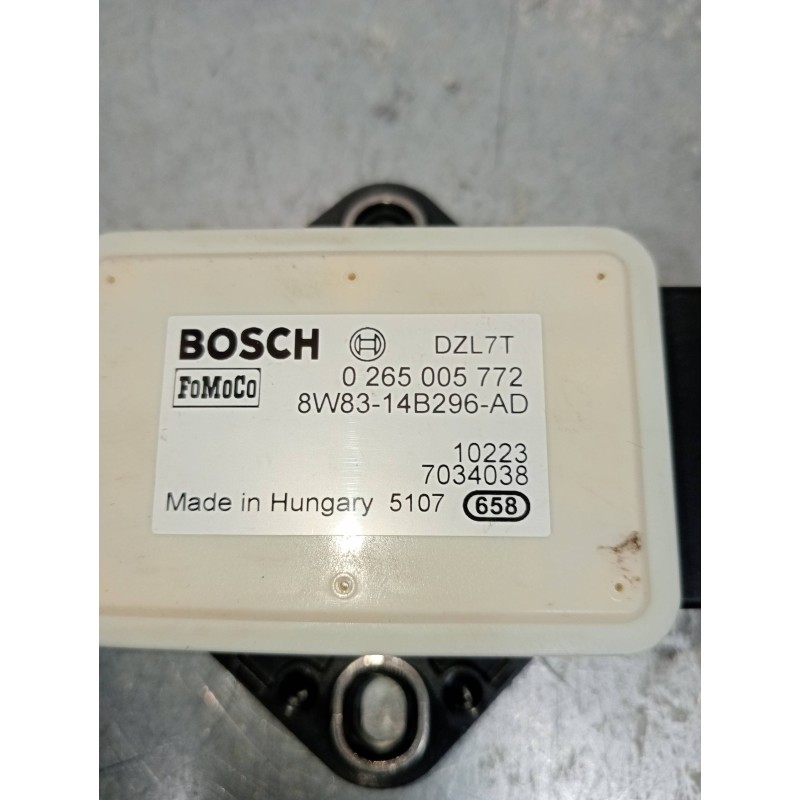 BOSCH DZL7T
0 265 005 772
FoMoCo
8W83-14B296-AD
10223
7034038
Made in Hungary 5107 658